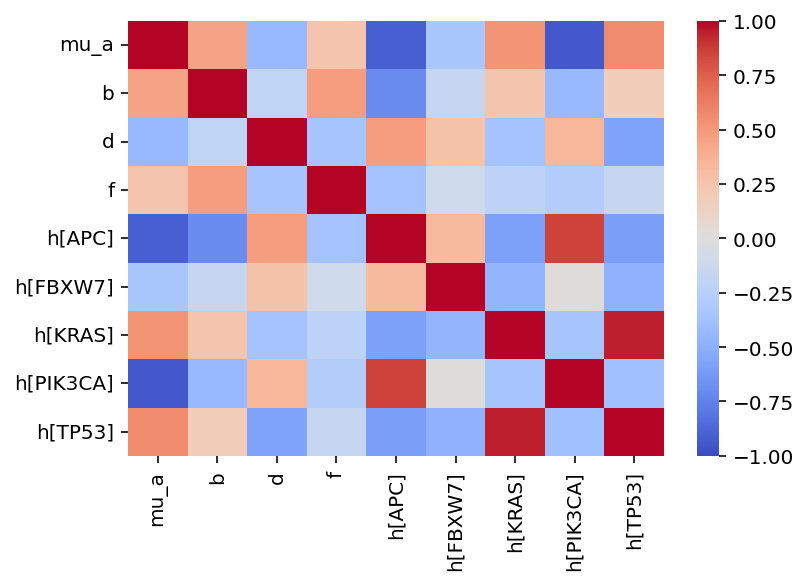 mu_a
b
d
f
h[APC]
h[FBXW7]
h[KRAS]
h[PIK3CA]
h[TP53]
mu_a
b
d
f
h[APC]
h[FBXW7]
h[KRAS]
h[PIK3CA]
h[TP53]
1.00
0.75
0.50
0.25
0.00
−0.25
−0.50
−0.75
−1.00